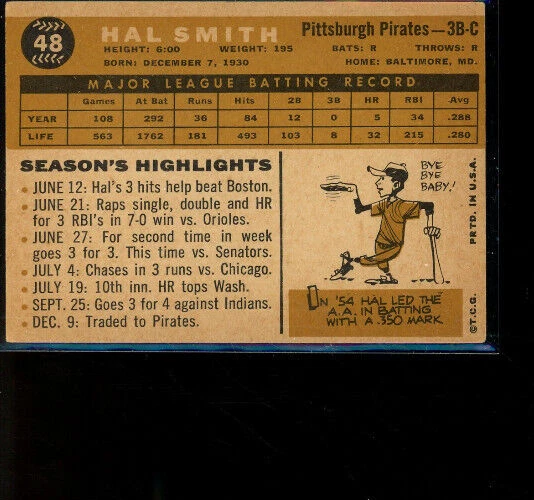 48
HAL SMITH
Pittsburgh Pirates—3B-C
HEIGHT: 6:00 WEIGHT: 195 BATS: R THROWS: R
BORN: DECEMBER 7, 1930 HOME: BALTIMORE, MD.
MAJOR LEAGUE BATTING RECORD
Games At Bat Runs Hits 2B 3B HR RBI Avg
YEAR 108 292 36 84 12 0 5 34 .288
LIFE 563 1762 181 493 103 8 32 215 .280
SEASON'S HIGHLIGHTS
• JUNE 12: Hal's 3 hits help beat Boston.
• JUNE 21: Raps single, double and HR
for 3 RBI's in 7-0 win vs. Orioles.
• JUNE 27: For second time in week
goes 3 for 3. This time vs. Senators.
• JULY 4: Chases in 3 runs vs. Chicago.
• JULY 19: 10th inn. HR tops Wash.
• SEPT. 25: Goes 3 for 4 against Indians.
• DEC. 9: Traded to Pirates.
BYE
BYE
BABY!
IN '54 HAL LED THE
A.A. IN BATTING
WITH A .350 MARK.
©T.C.G. PRTD. IN U.S.A.